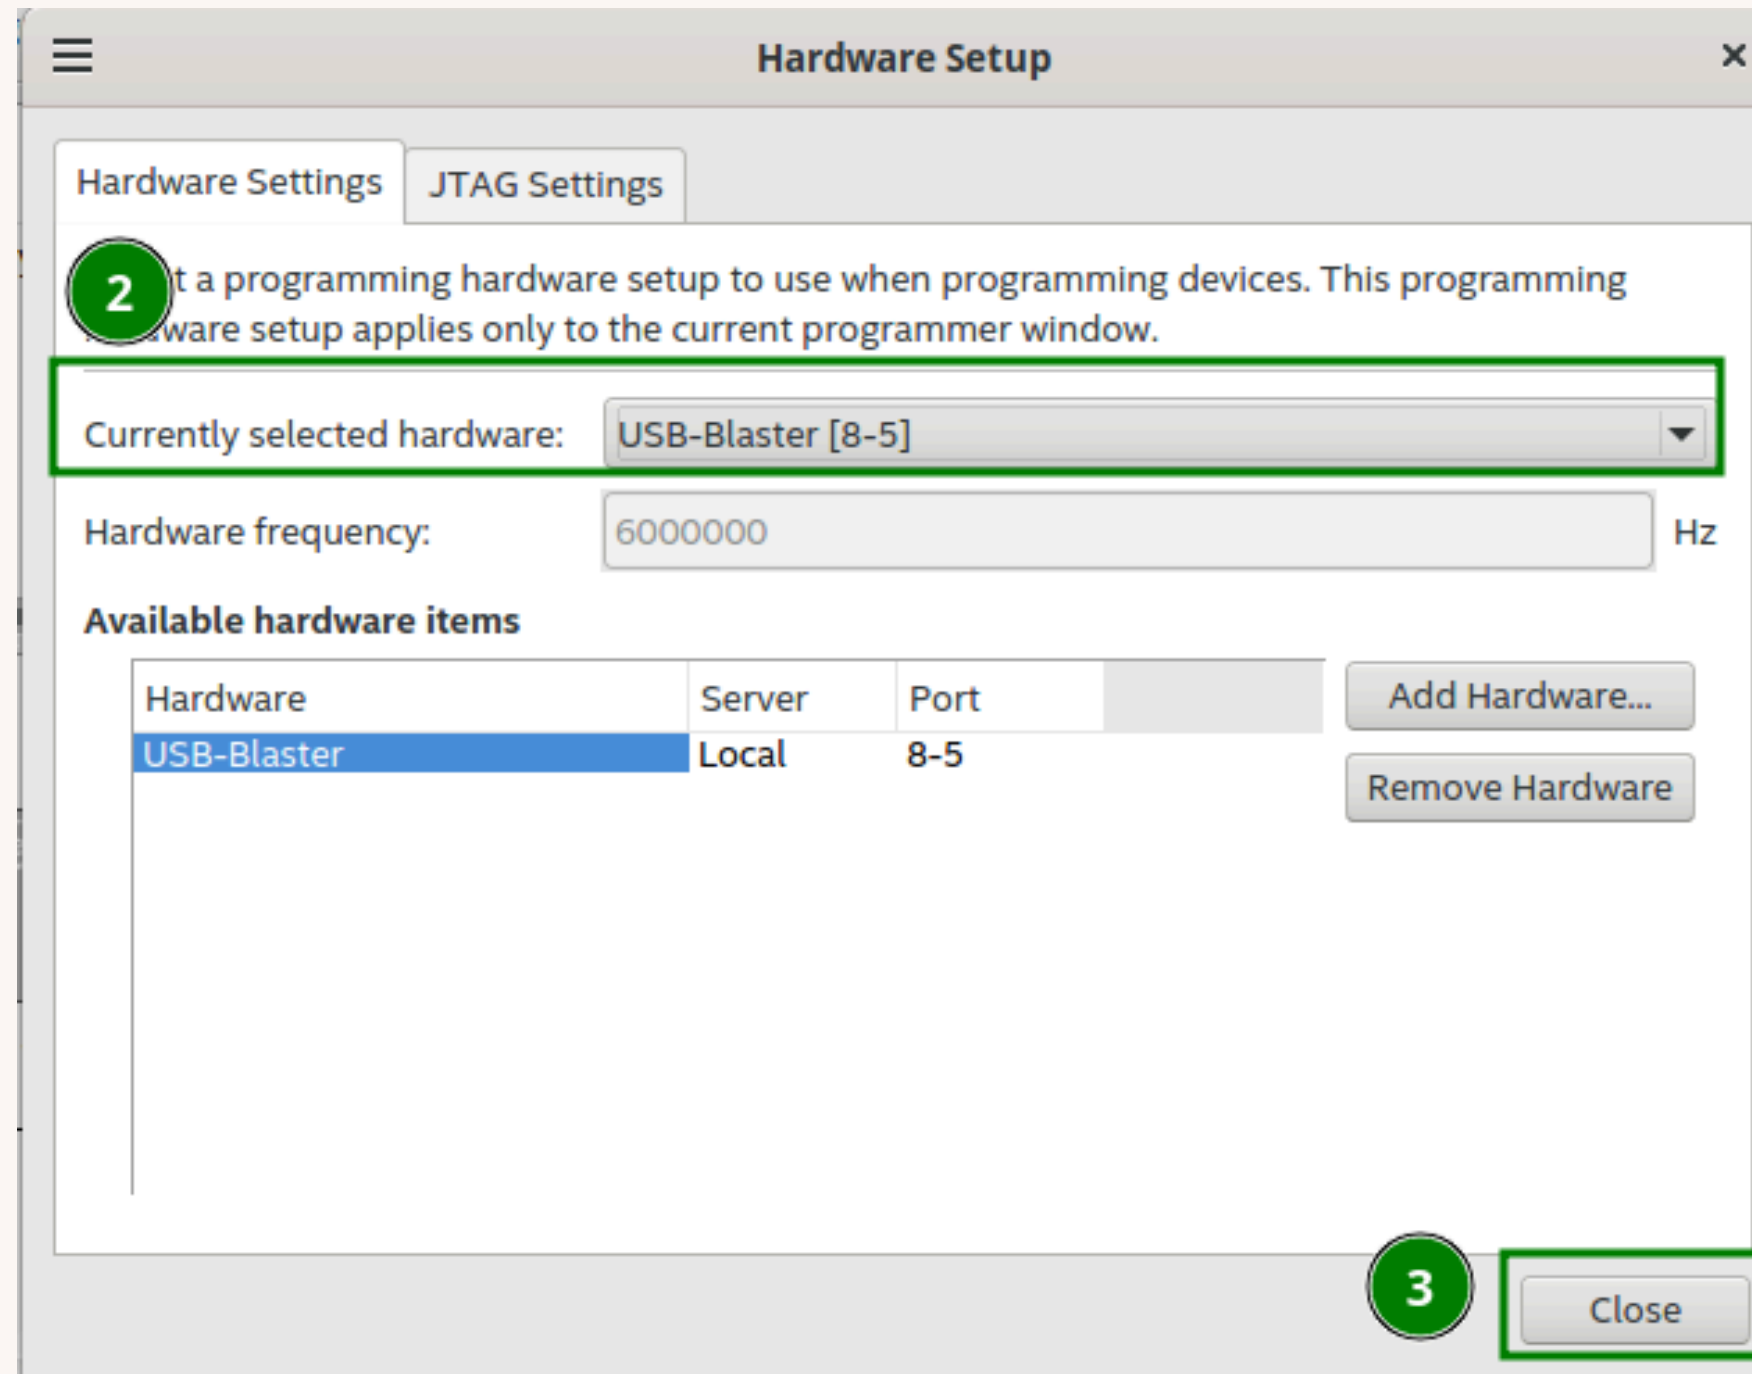 Hardware Setup
Hardware Settings
JTAG Settings
2
a programming hardware setup to use when programming devices. This programming
setup applies only to the current programmer window.
Currently selected hardware: USB-Blaster [8-5]
Hardware frequency: 6000000 Hz
Available hardware items
Hardware Server Port
USB-Blaster Local 8-5
Add Hardware...
Remove Hardware
3
Close